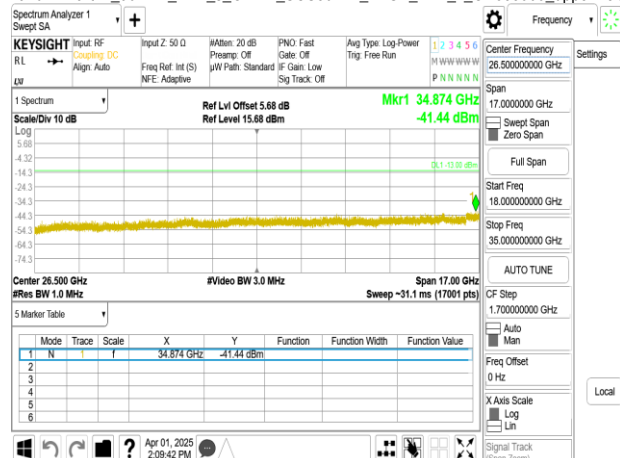 Spectrum Analyzer 1
Swept SA
+
Frequency
KEYSIGHT
RL
Input: RF
Coupling: DC
Align: Auto
Input Z: 50 Ω
Freq Ref: Int (S)
NFE: Adaptive
#Atten: 20 dB
Preamp: Off
µW Path: Standard
PNO: Fast
Gate: Off
IF Gain: Low
Sig Track: Off
Avg Type: Log-Power
Trig: Free Run
1 2 3 4 5 6
M W W W W W
P N N N N N
1 Spectrum
Scale/Div 10 dB
Log
Ref Lvl Offset 5.68 dB
Ref Level 15.68 dBm
Mkr1 34.874 GHz
-41.44 dBm
5.68
-4.32
-14.3
-24.3
-34.3
-44.3
-54.3
-64.3
-74.3
DL1 -13.00 dBm
1
Center 26.500 GHz
#Res BW 1.0 MHz
#Video BW 3.0 MHz
Span 17.00 GHz
Sweep ~31.1 ms (17001 pts)
5 Marker Table
Mode Trace Scale X Y Function Function Width Function Value
1 N 1 f 34.874 GHz -41.44 dBm
2
3
4
5
6
Apr 01, 2025
2:09:42 PM
?
Center Frequency
26.500000000 GHz
Span
17.0000000 GHz
Swept Span
Zero Span
Full Span
Start Freq
18.000000000 GHz
Stop Freq
35.000000000 GHz
AUTO TUNE
CF Step
1.700000000 GHz
Auto
Man
Freq Offset
0 Hz
X Axis Scale
Log
Lin
Signal Track
(Span Zoom)
Settings
Local